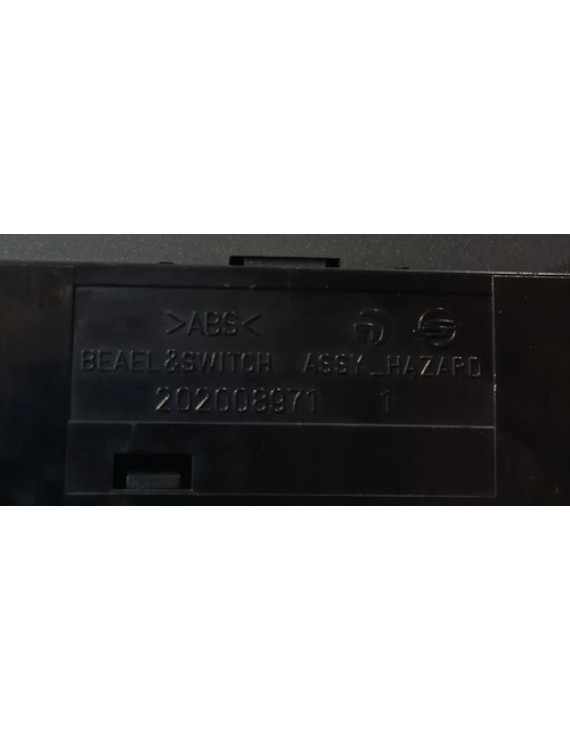 >ABS<
BEAEL&SWITCH ASSY_HAZARD
202008971 1